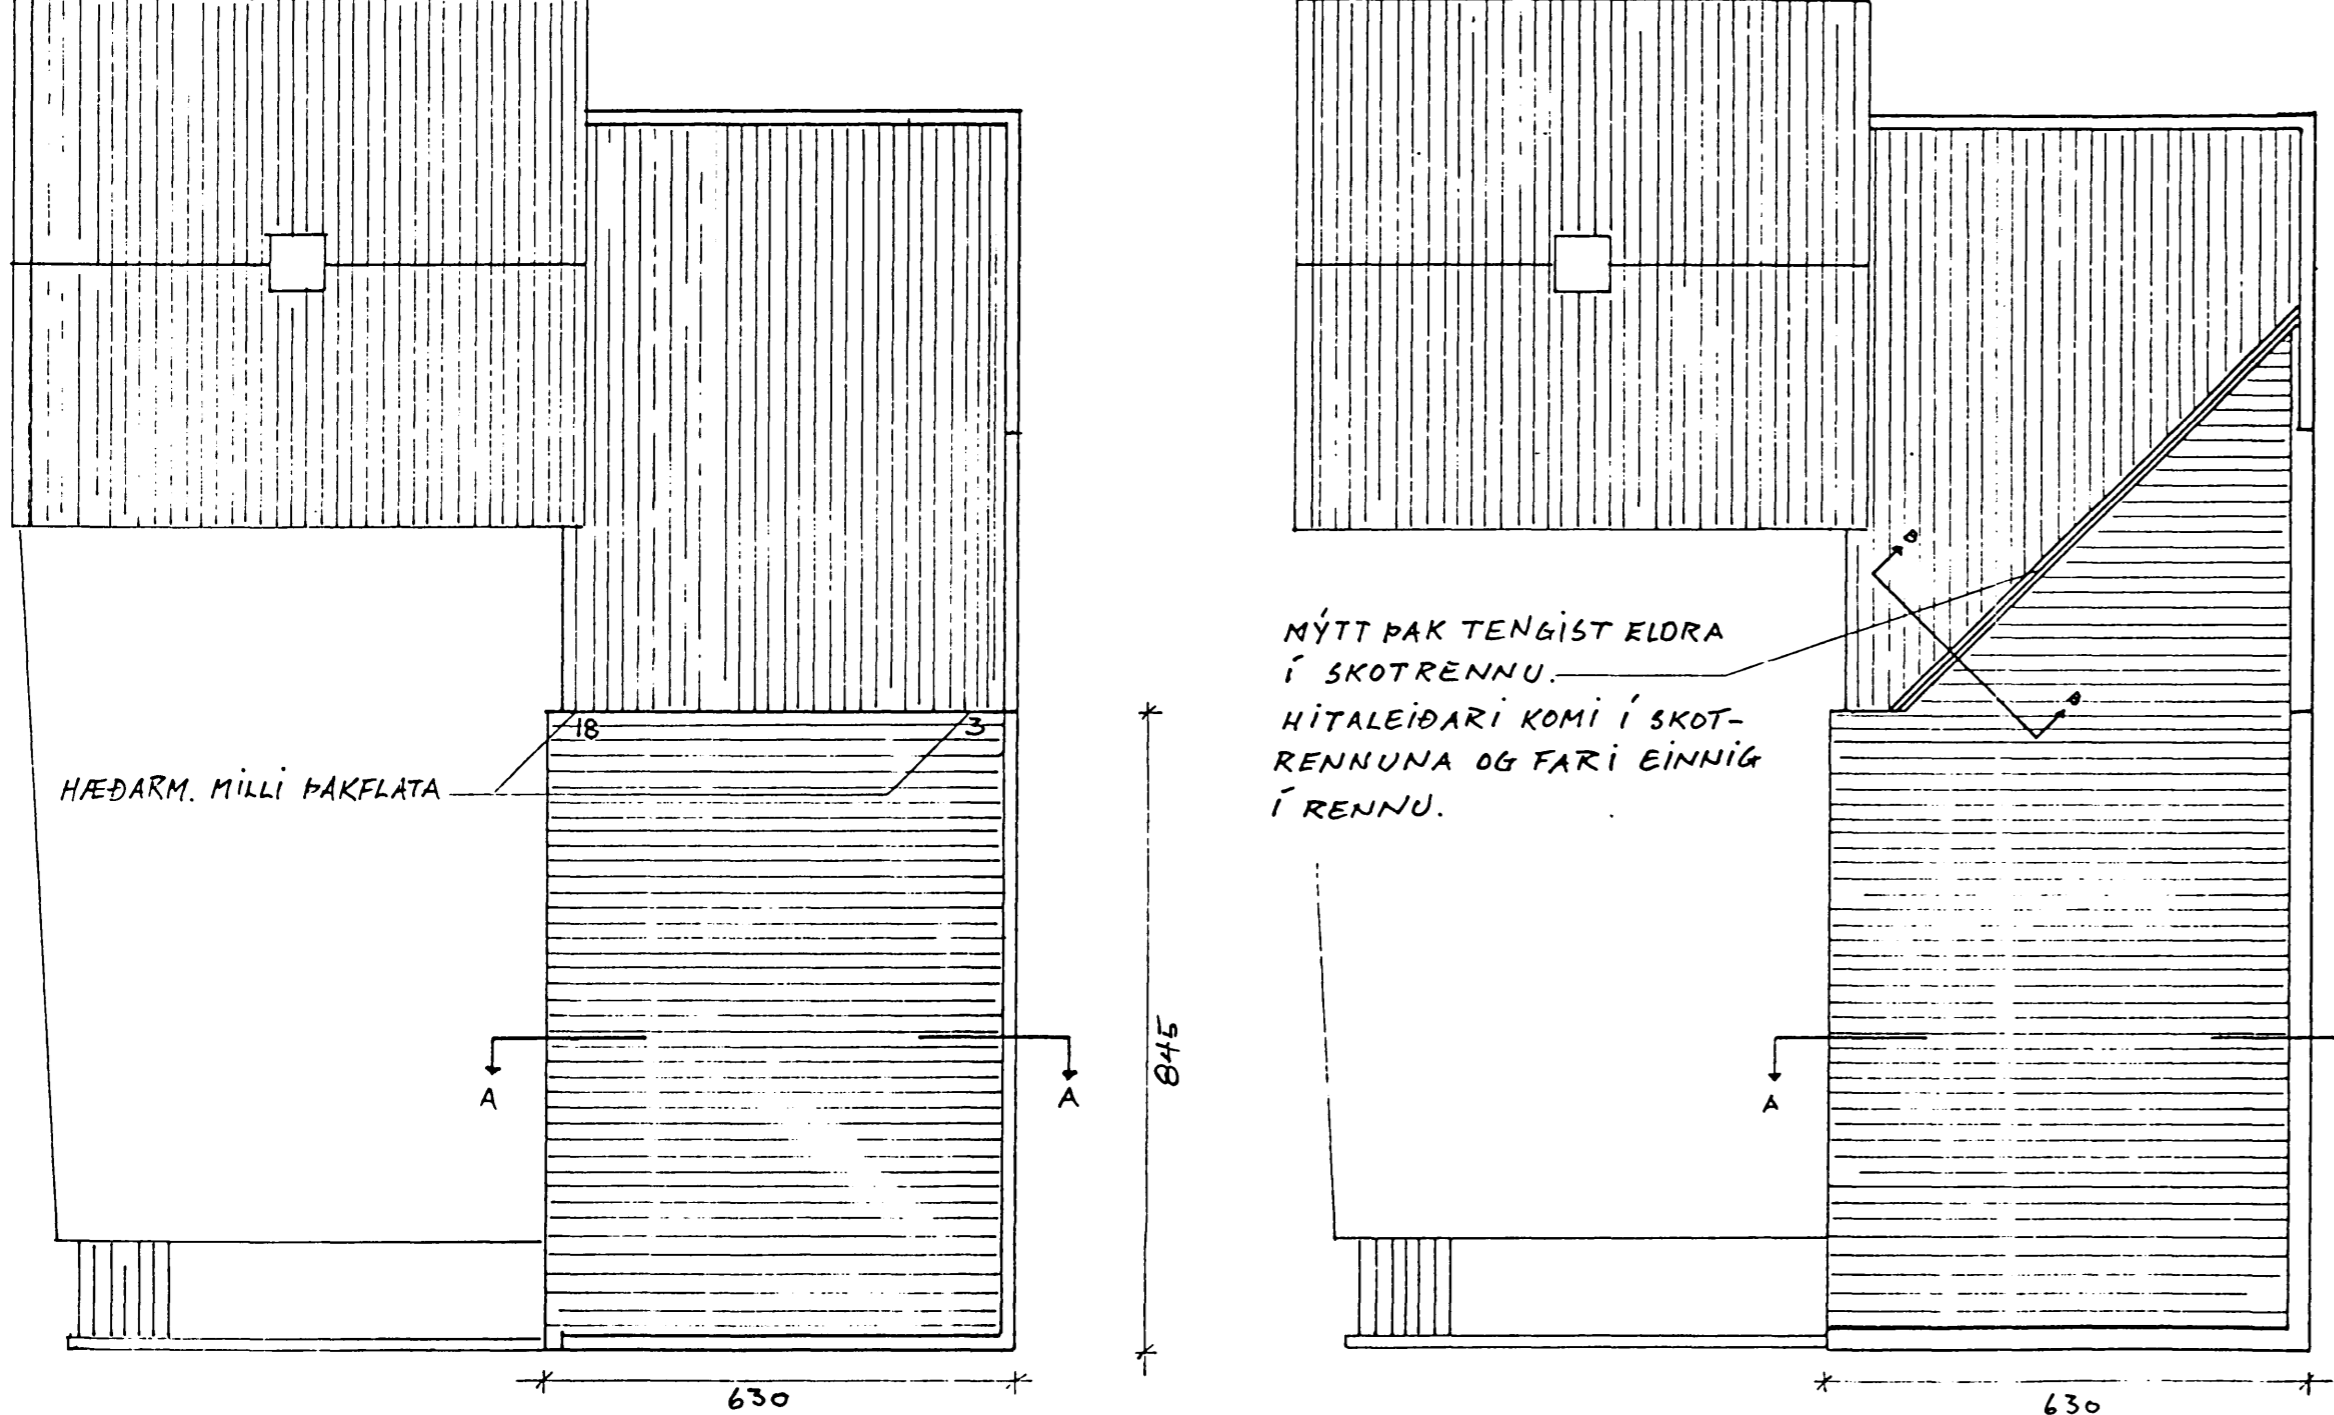 18
3
HÆÐARM. MILLI ÞAKFLATA
A
A
845
630
MÝTT ÞAK TENGIST ELDRA
Í SKOTRENNU.
HITALEIÐARI KOMI Í SKOT-
RENNUNA OG FARI EINNIG
Í RENNU.
B
B
A
630